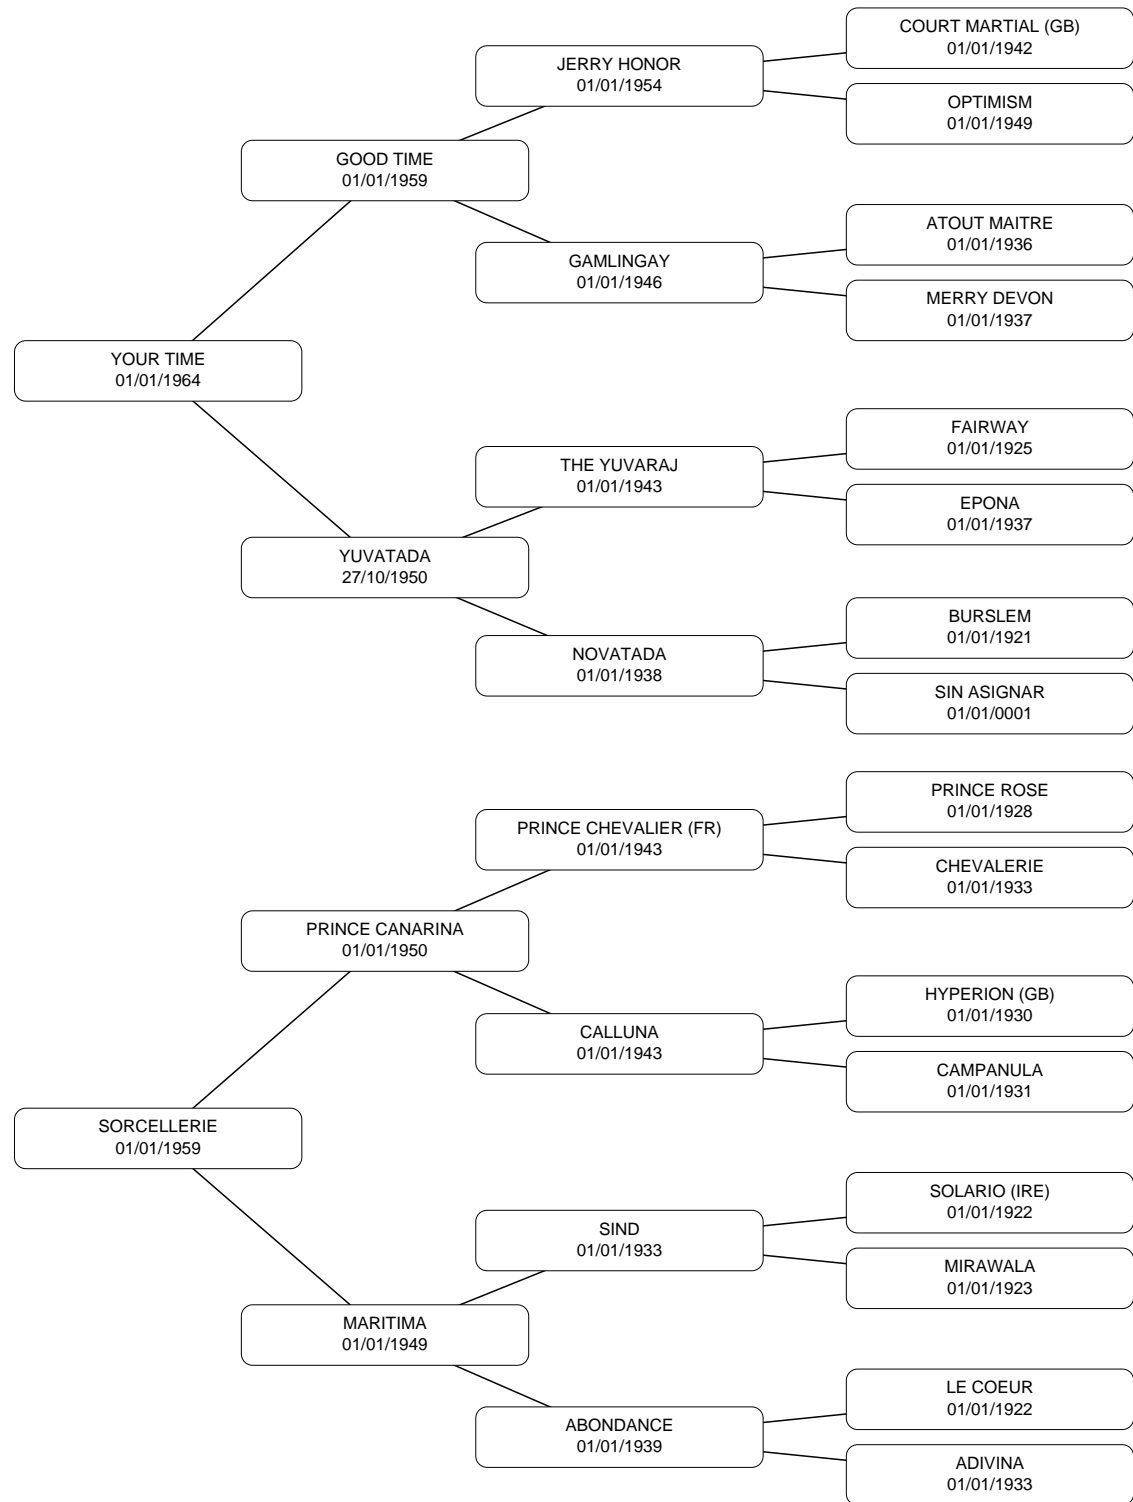 COURT MARTIAL (GB)
01/01/1942
JERRY HONOR
01/01/1954
OPTIMISM
01/01/1949
GOOD TIME
01/01/1959
ATOUT MAITRE
01/01/1936
GAMLINGAY
01/01/1946
MERRY DEVON
01/01/1937
YOUR TIME
01/01/1964
FAIRWAY
01/01/1925
THE YUVARAJ
01/01/1943
EPONA
01/01/1937
YUVATADA
27/10/1950
BURSLEM
01/01/1921
NOVATADA
01/01/1938
SIN ASIGNAR
01/01/0001
PRINCE ROSE
01/01/1928
PRINCE CHEVALIER (FR)
01/01/1943
CHEVALERIE
01/01/1933
PRINCE CANARINA
01/01/1950
HYPERION (GB)
01/01/1930
CALLUNA
01/01/1943
CAMPANULA
01/01/1931
SORCELLERIE
01/01/1959
SOLARIO (IRE)
01/01/1922
SIND
01/01/1933
MIRAWALA
01/01/1923
MARITIMA
01/01/1949
LE COEUR
01/01/1922
ABONDANCE
01/01/1939
ADIVINA
01/01/1933